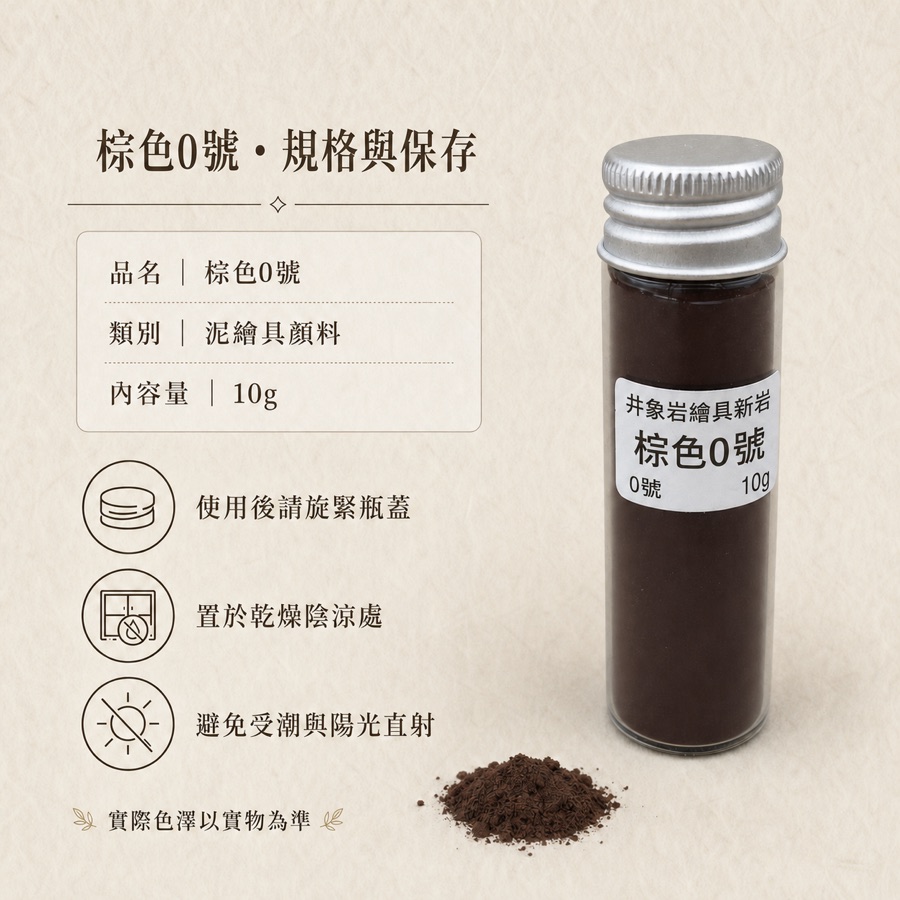 棕色0號・規格與保存
品名｜棕色0號
類別｜泥繪具顏料
內容量｜10g
使用後請旋緊瓶蓋
置於乾燥陰涼處
避免受潮與陽光直射
實際色澤以實物為準
井象岩繪具新岩
棕色0號
0號 10g